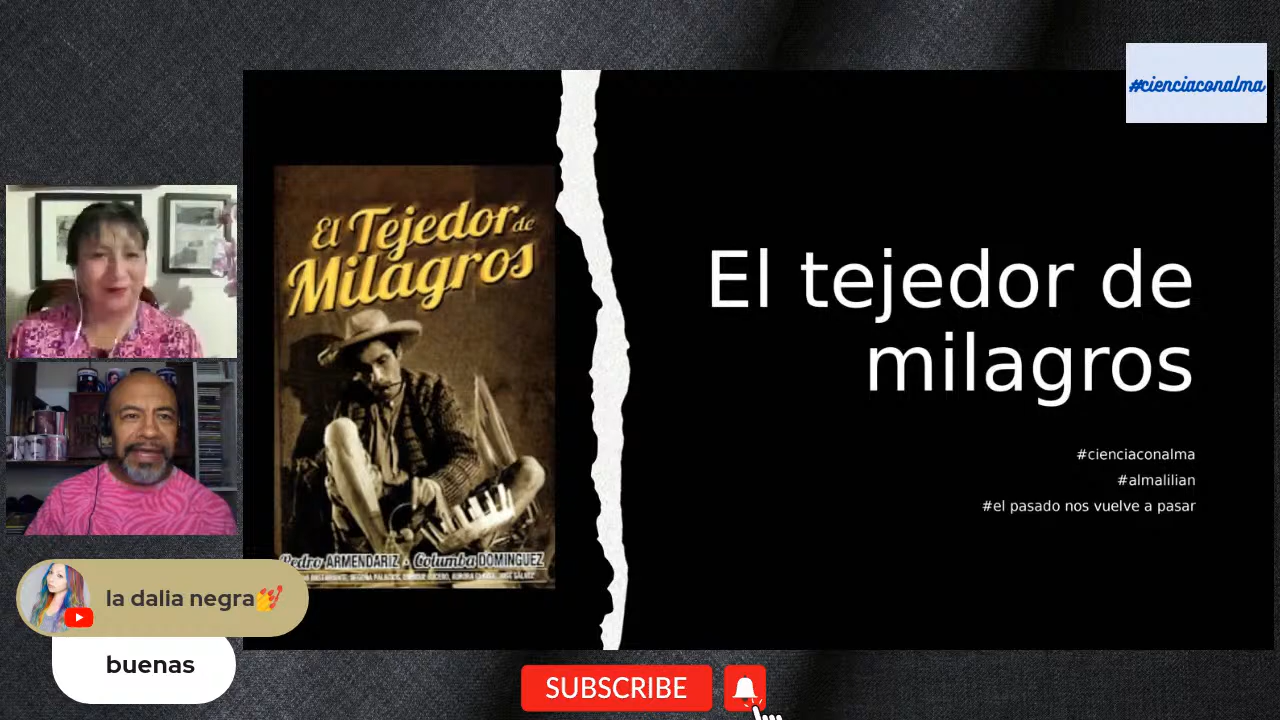 #cienciaconalma
El Tejedor de
Milagros
Pedro ARMENDARIZ . Columba DOMINGUEZ
El tejedor de
milagros
#cienciaconalma
#almalilian
#el pasado nos vuelve a pasar
la dalia negra💅
buenas
SUBSCRIBE